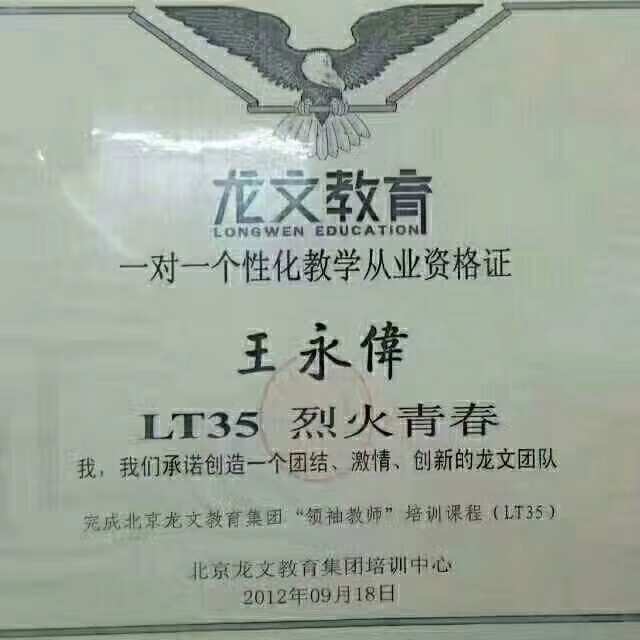 龙文教育
LONGWEN EDUCATION
一对一个性化教学从业资格证
王永偉
LT35 烈火青春
我，我们承诺创造一个团结、激情、创新的龙文团队
完成北京龙文教育集团“领袖教师”培训课程（LT35）
北京龙文教育集团培训中心
2012年09月18日